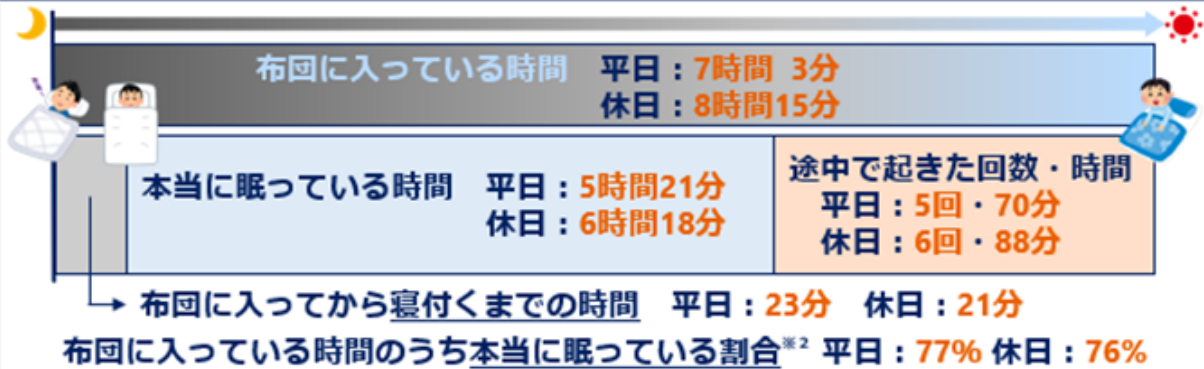 布団に入っている時間 平日：7時間 3分
休日：8時間15分
本当に眠っている時間 平日：5時間21分
休日：6時間18分
途中で起きた回数・時間
平日：5回・70分
休日：6回・88分
布団に入ってから寝付くまでの時間 平日：23分 休日：21分
布団に入っている時間のうち本当に眠っている割合※2 平日：77% 休日：76%